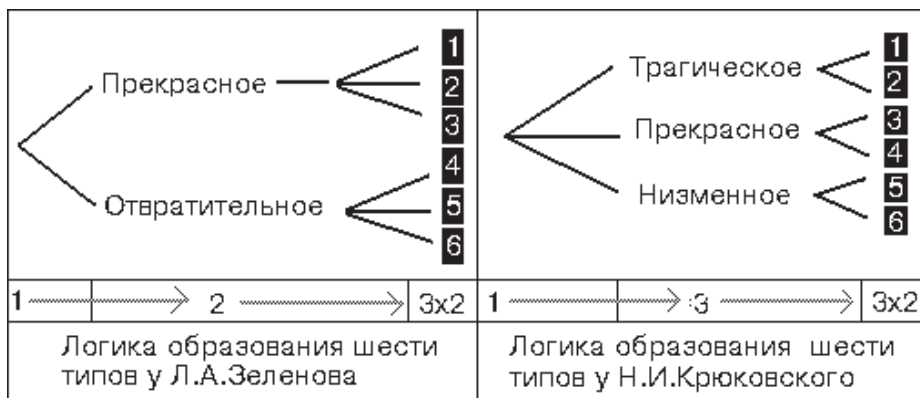 Прекрасное
1
2
3
Отвратительное
4
5
6
1 2 3x2
Логика образования шести
типов у Л.А.Зеленова
Трагическое
1
2
Прекрасное
3
4
Низменное
5
6
1 :3 3x2
Логика образования шести
типов у Н.И.Крюковского